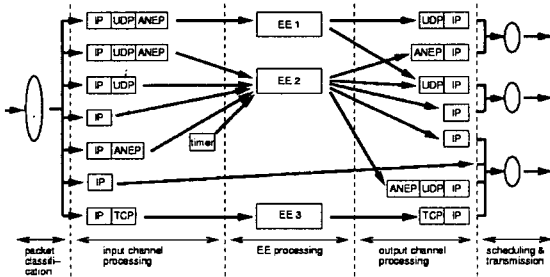 IP UDP ANEP
EE 1
UDP IP
IP UDP ANEP
ANEP IP
IP UDP
EE 2
UDP IP
IP
IP
timer
IP
IP ANEP
IP
ANEP UDP IP
IP TCP
EE 3
TCP IP
packet classifi-cation
input channel processing
EE processing
output channel processing
scheduling & transmission